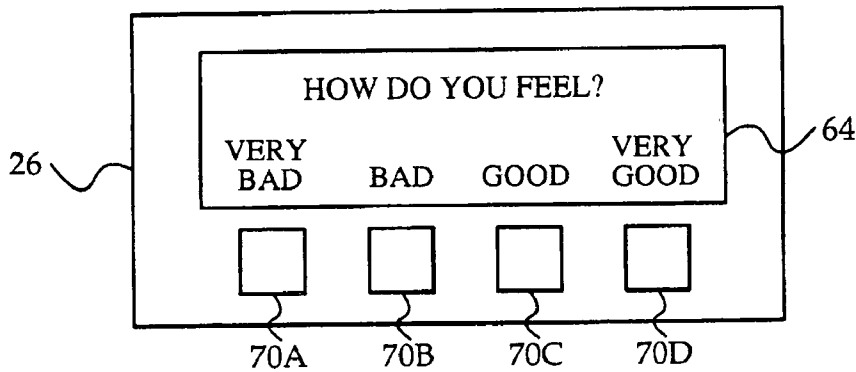 HOW DO YOU FEEL?
VERY BAD BAD GOOD VERY GOOD
26
64
70A 70B 70C 70D